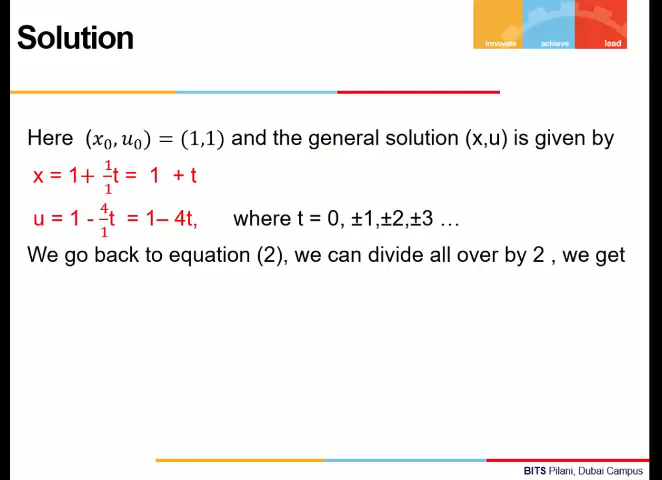 Solution
innovate achieve lead
Here (x₀, u₀) = (1,1) and the general solution (x,u) is given by
x = 1+ 1/1 t = 1 + t
u = 1 - 4/1 t = 1– 4t, where t = 0, ±1,±2,±3 …
We go back to equation (2), we can divide all over by 2 , we get
BITS Pilani, Dubai Campus